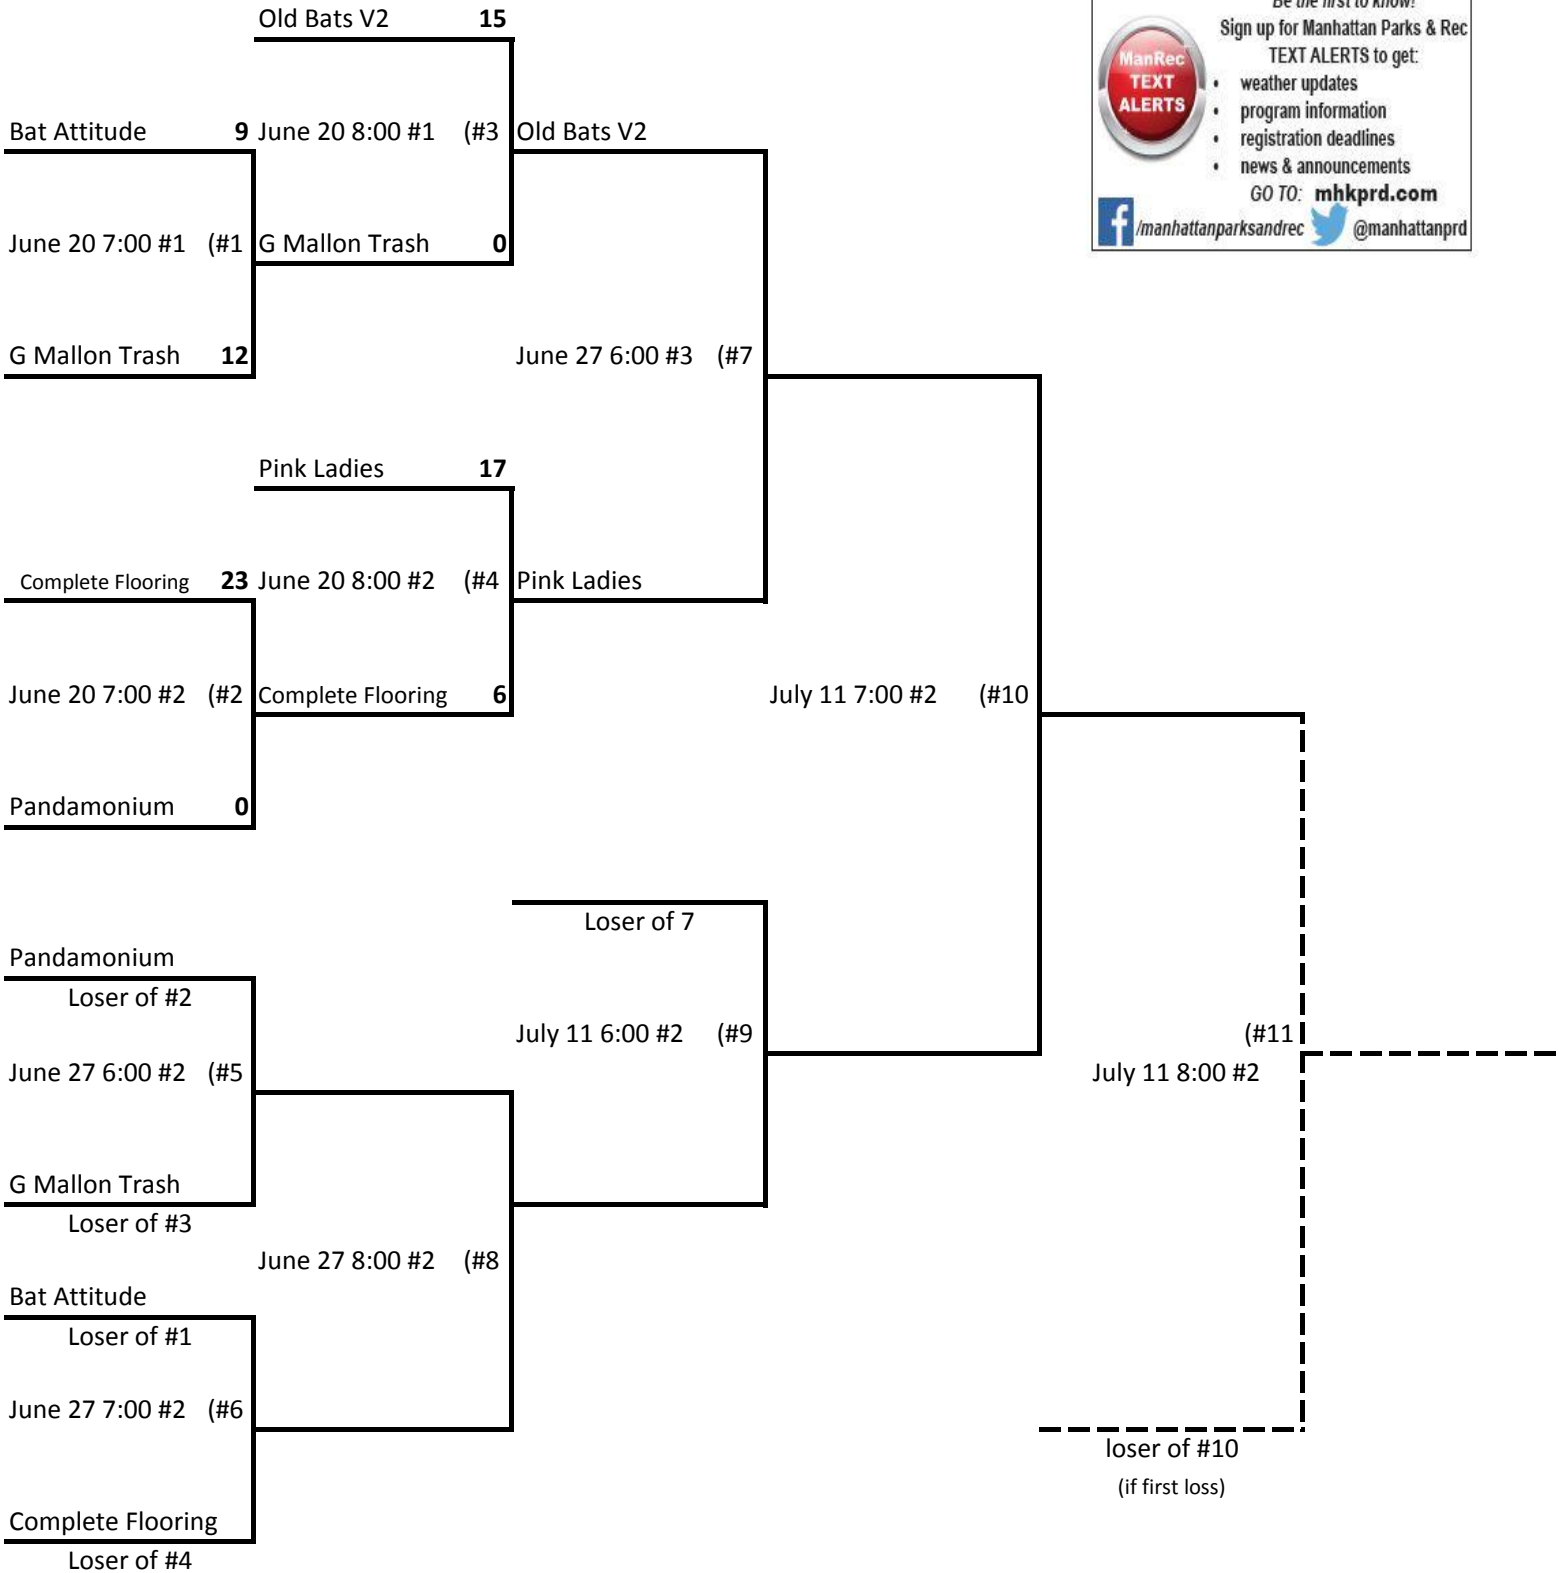 Be the first to know!
Sign up for Manhattan Parks & Rec
TEXT ALERTS to get:
ManRec
TEXT
ALERTS
• weather updates
• program information
• registration deadlines
• news & announcements
GO TO: mhkprd.com
f /manhattanparksandrec @manhattanprd
Old Bats V2 15
Bat Attitude 9 June 20 8:00 #1 (#3 Old Bats V2
June 20 7:00 #1 (#1 G Mallon Trash 0
G Mallon Trash 12 June 27 6:00 #3 (#7
Pink Ladies 17
Complete Flooring 23 June 20 8:00 #2 (#4 Pink Ladies
June 20 7:00 #2 (#2 Complete Flooring 6 July 11 7:00 #2 (#10
Pandamonium 0
Loser of 7
Pandamonium
Loser of #2
July 11 6:00 #2 (#9 (#11
June 27 6:00 #2 (#5 July 11 8:00 #2
G Mallon Trash
Loser of #3
June 27 8:00 #2 (#8
Bat Attitude
Loser of #1
June 27 7:00 #2 (#6
loser of #10
(if first loss)
Complete Flooring
Loser of #4